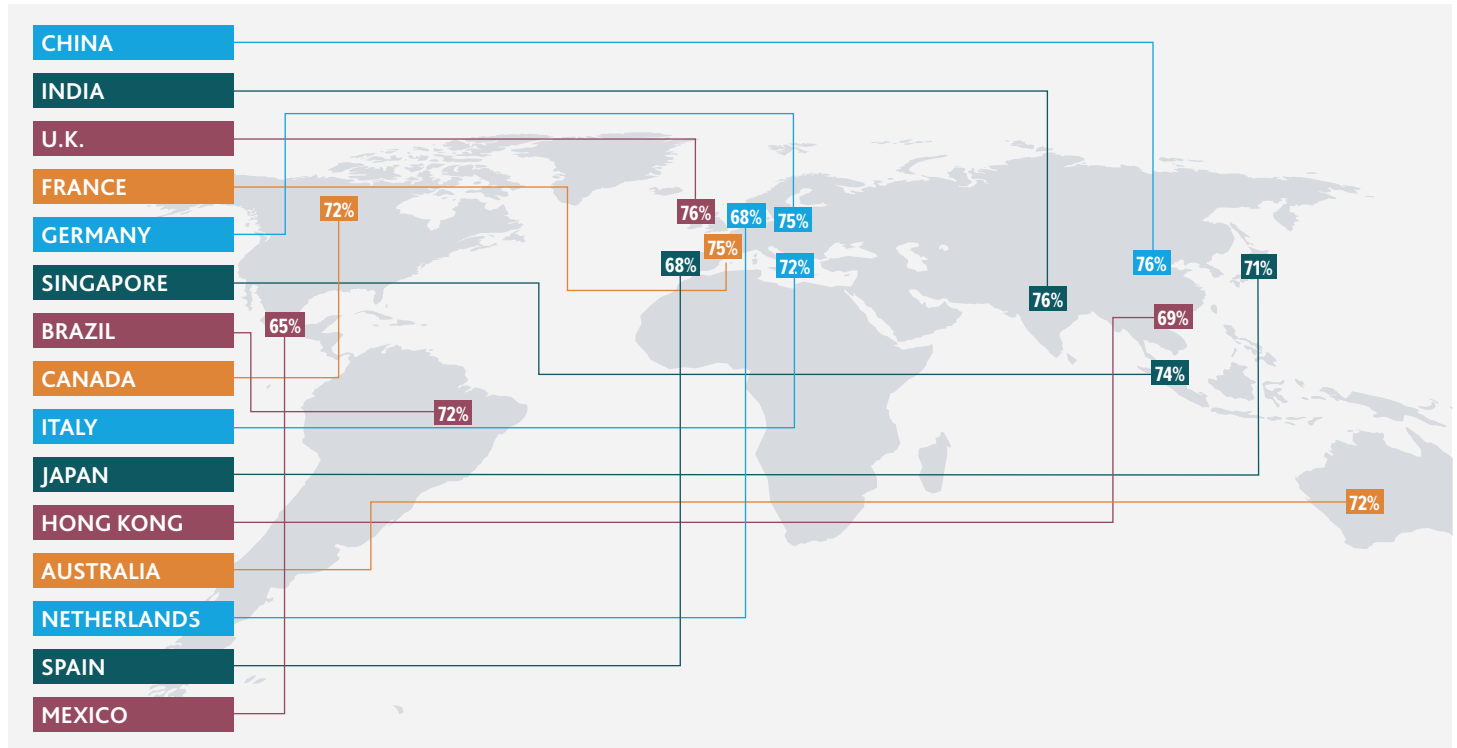 CHINA
INDIA
U.K.
FRANCE
GERMANY
SINGAPORE
BRAZIL
CANADA
ITALY
JAPAN
HONG KONG
AUSTRALIA
NETHERLANDS
SPAIN
MEXICO
72%
65%
72%
76%
68%
75%
75%
68%
72%
76%
76%
71%
69%
74%
72%